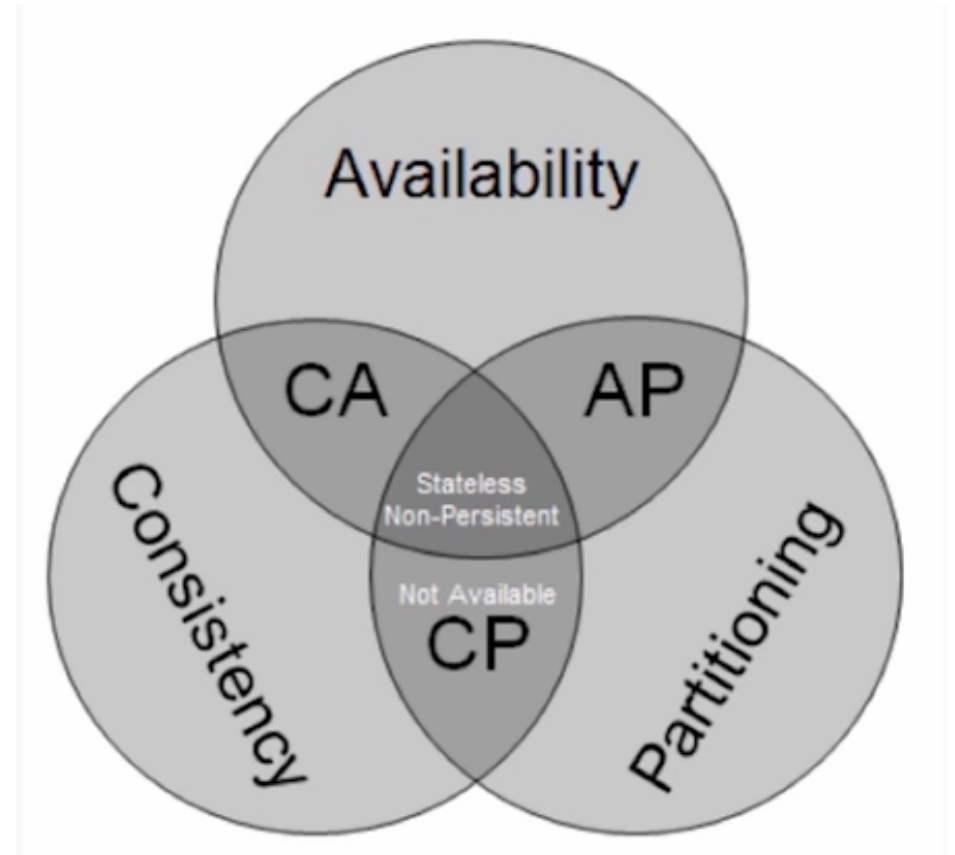 Availability
CA
AP
Stateless
Non-Persistent
Not Available
CP
Consistency
Partitioning